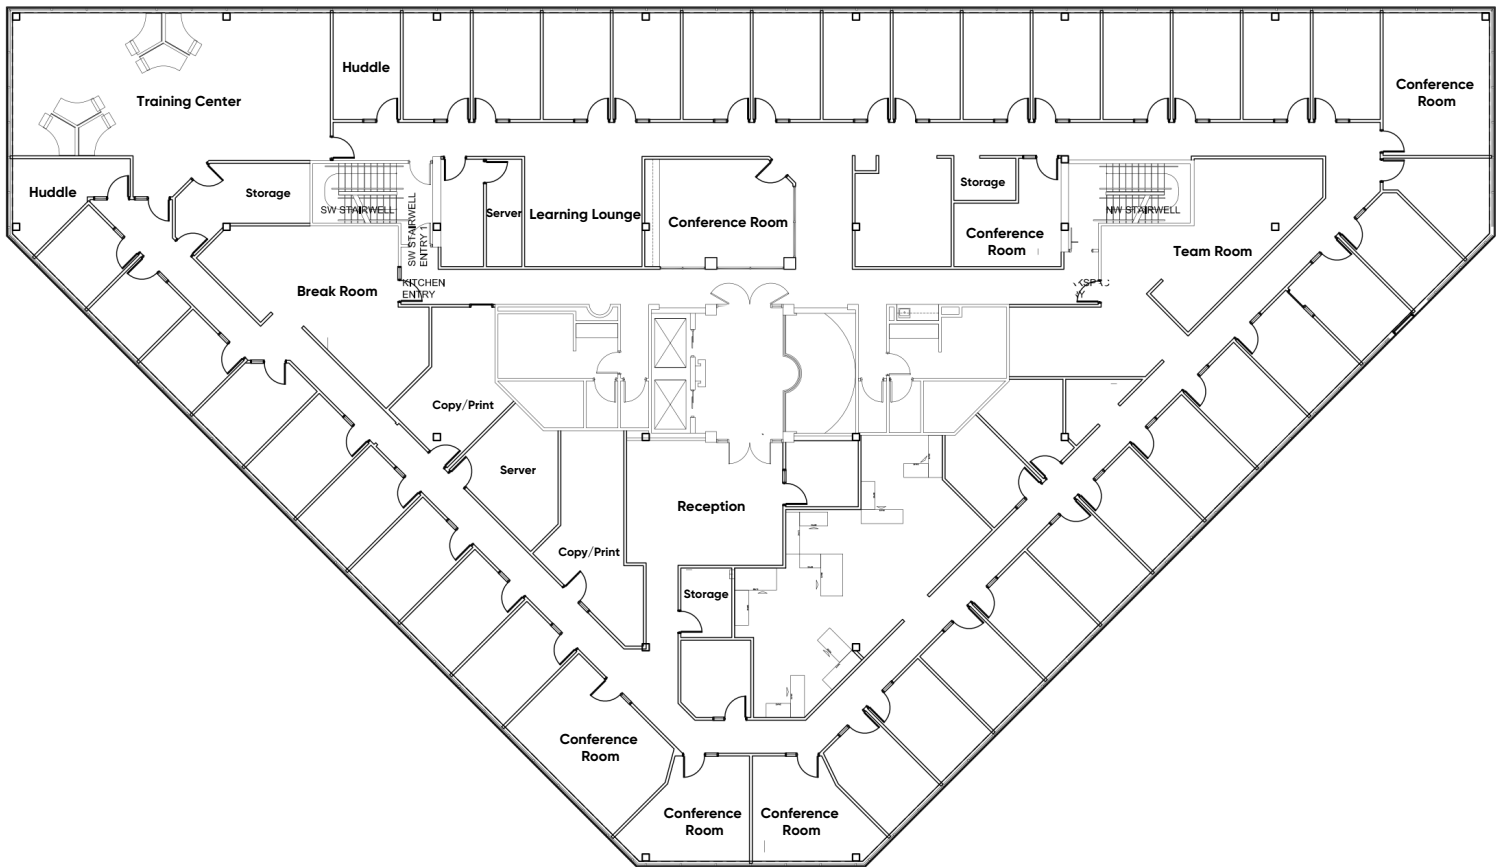 Huddle
Conference
Room
Training Center
Storage
Huddle
Storage
SW STAIRWELL
SW STAIRWELL
ENTRY 1
Server
Learning Lounge
Conference Room
Conference
Room
NW STAIRWELL
Team Room
Break Room
KITCHEN
ENTRY
Copy/Print
Server
Reception
Copy/Print
Storage
Conference
Room
Conference
Room
Conference
Room